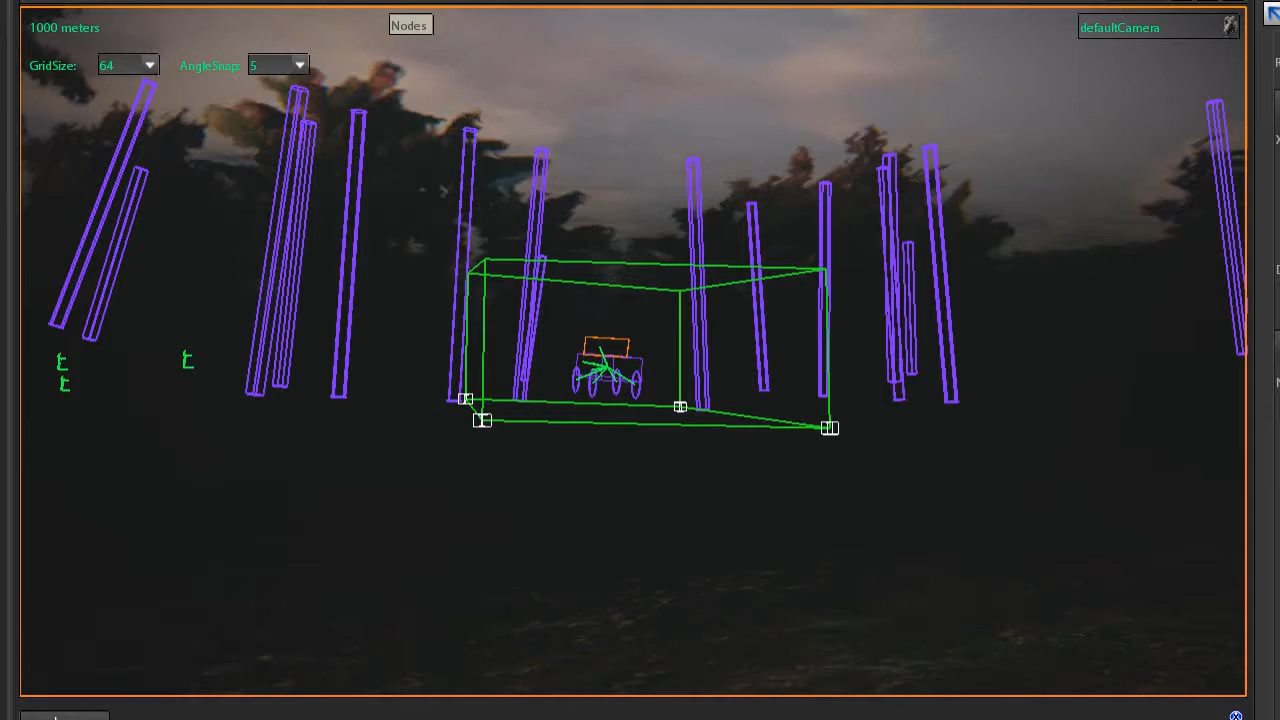 1000 meters
Nodes
defaultCamera
GridSize:
64
AngleSnap:
5
t
t
t